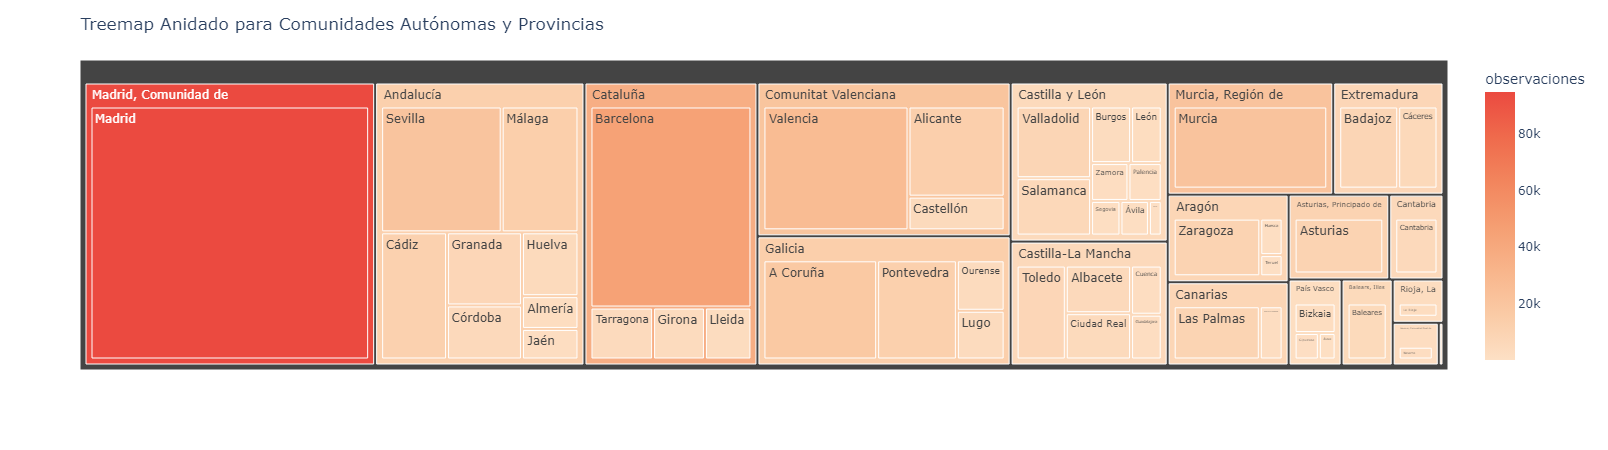 Treemap Anidado para Comunidades Autónomas y Provincias
Madrid, Comunidad de
Madrid
Andalucía
Sevilla
Málaga
Cádiz
Granada
Huelva
Córdoba
Almería
Jaén
Cataluña
Barcelona
Tarragona
Girona
Lleida
Comunitat Valenciana
Valencia
Alicante
Castellón
Galicia
A Coruña
Pontevedra
Ourense
Lugo
Castilla y León
Valladolid
Burgos
León
Salamanca
Zamora
Palencia
Segovia
Ávila
Castilla-La Mancha
Toledo
Albacete
Cuenca
Ciudad Real
Guadalajara
Murcia, Región de
Murcia
Extremadura
Badajoz
Cáceres
Aragón
Zaragoza
Huesca
Teruel
Asturias, Principado de
Asturias
Cantabria
Cantabria
Canarias
Las Palmas
País Vasco
Bizkaia
Balears, Illes
Baleares
Rioja, La
La Rioja
Navarra
observaciones
80k
60k
40k
20k